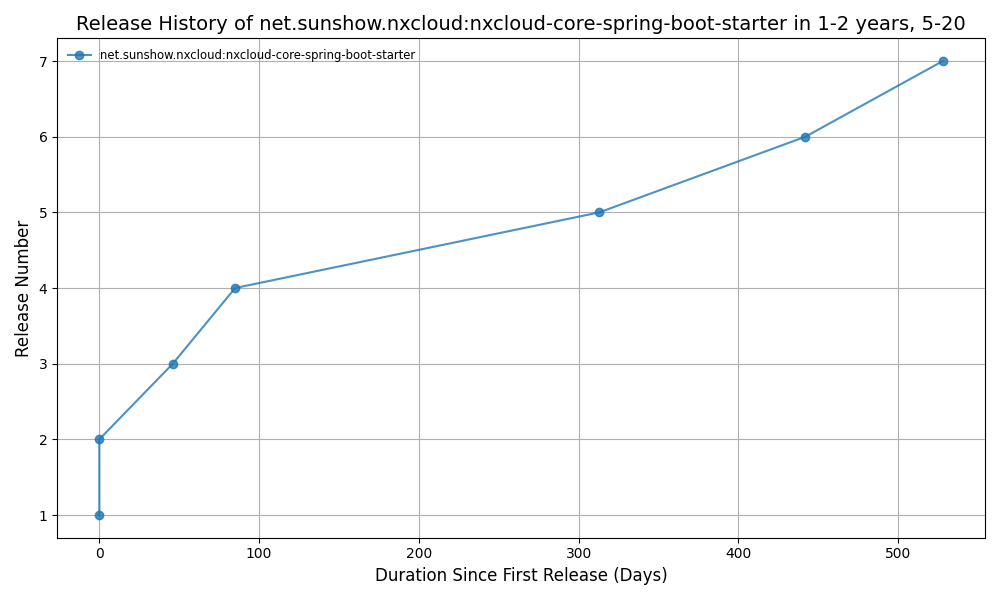 Release History of net.sunshow.nxcloud:nxcloud-core-spring-boot-starter in 1-2 years, 5-20
net.sunshow.nxcloud:nxcloud-core-spring-boot-starter
7
6
5
4
3
2
1
Release Number
0 100 200 300 400 500
Duration Since First Release (Days)